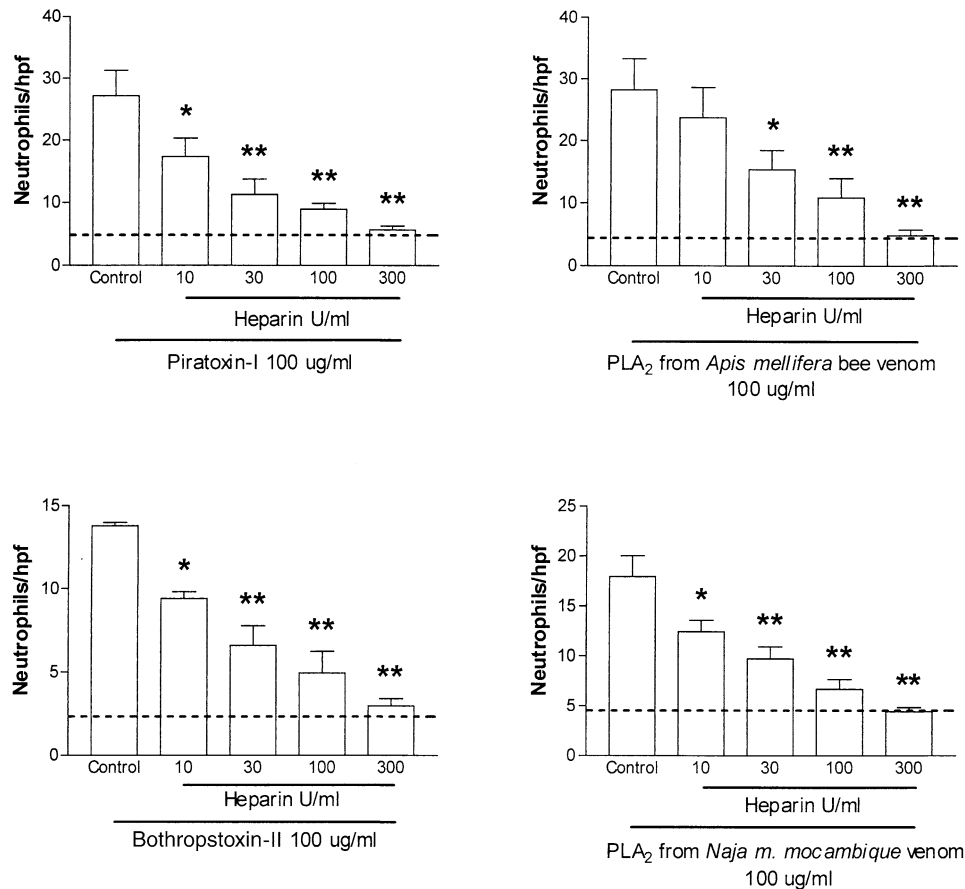 Neutrophils/hpf
40
30
20
10
0
*
**
**
**
Control 10 30 100 300
Heparin U/ml
Piratoxin-I 100 ug/ml
Neutrophils/hpf
40
30
20
10
0
*
**
**
Control 10 30 100 300
Heparin U/ml
PLA2 from Apis mellifera bee venom
100 ug/ml
Neutrophils/hpf
15
10
5
0
*
**
**
**
Control 10 30 100 300
Heparin U/ml
Bothropstoxin-II 100 ug/ml
Neutrophils/hpf
25
20
15
10
5
0
*
**
**
**
Control 10 30 100 300
Heparin U/ml
PLA2 from Naja m. mocambique venom
100 ug/ml